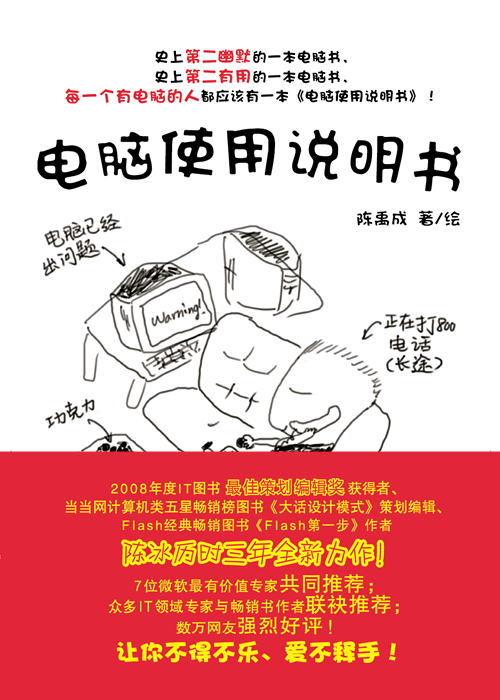 史上第二幽默的一本电脑书、
史上第二有用的一本电脑书、
每一个有电脑的人都应该有一本《电脑使用说明书》！
电脑使用说明书
陈禹成 著/绘
电脑已经
出问题
Warning!
正在打800
电话
(长途)
巧克力
2008年度IT图书 最佳策划编辑奖 获得者、
当当网计算机类五星畅销榜图书《大话设计模式》策划编辑、
Flash经典畅销图书《Flash第一步》作者
陈冰历时三年全新力作！
7位微软最有价值专家共同推荐；
众多IT领域专家与畅销书作者联袂推荐；
数万网友强烈好评！
让你不得不乐、爱不释手！